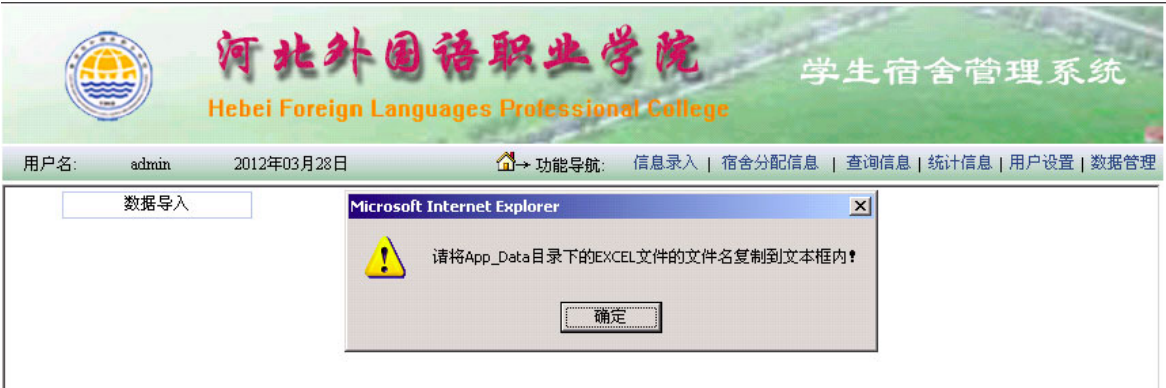 河北外国语职业学院
Hebei Foreign Languages Professional College
学生宿舍管理系统
用户名: admin 2012年03月28日 功能导航: 信息录入 | 宿舍分配信息 | 查询信息 | 统计信息 | 用户设置 | 数据管理
数据导入
Microsoft Internet Explorer
请将App_Data目录下的EXCEL文件的文件名复制到文本框内!
确定